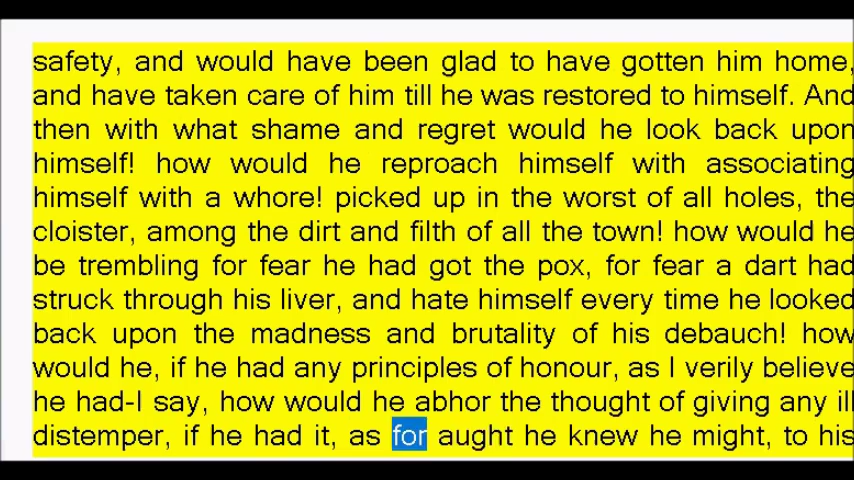 safety, and would have been glad to have gotten him home,
and have taken care of him till he was restored to himself. And
then with what shame and regret would he look back upon
himself! how would he reproach himself with associating
himself with a whore! picked up in the worst of all holes, the
cloister, among the dirt and filth of all the town! how would he
be trembling for fear he had got the pox, for fear a dart had
struck through his liver, and hate himself every time he looked
back upon the madness and brutality of his debauch! how
would he, if he had any principles of honour, as I verily believe
he had-I say, how would he abhor the thought of giving any ill
distemper, if he had it, as for aught he knew he might, to his